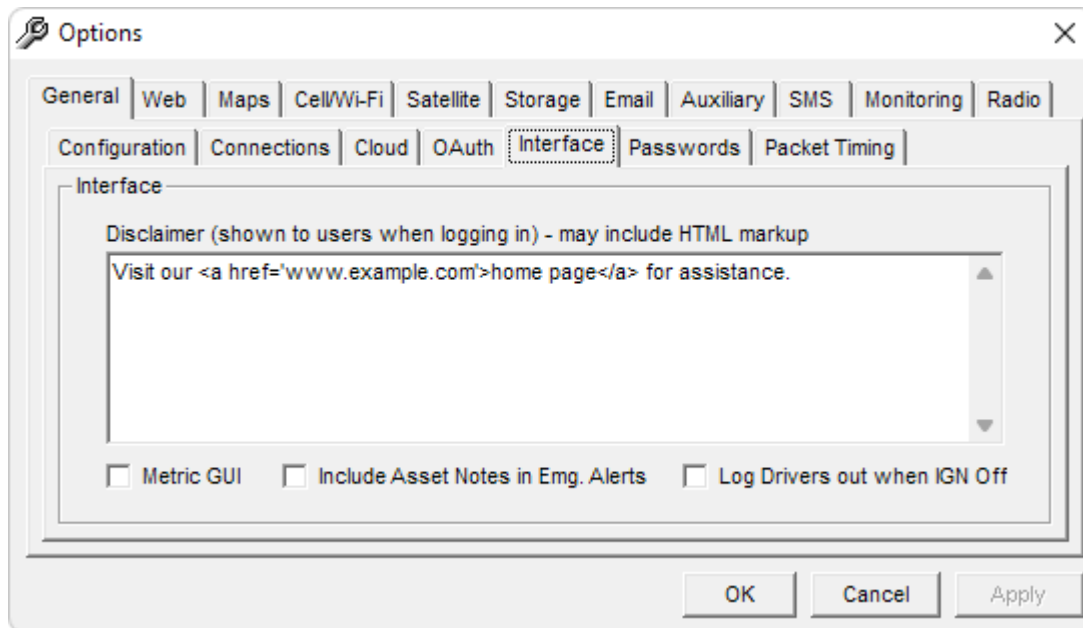 Options
General Web Maps Cell/Wi-Fi Satellite Storage Email Auxiliary SMS Monitoring Radio
Configuration Connections Cloud OAuth Interface Passwords Packet Timing
Interface
Disclaimer (shown to users when logging in) - may include HTML markup
Visit our <a href='www.example.com'>home page</a> for assistance.
Metric GUI Include Asset Notes in Emg. Alerts Log Drivers out when IGN Off
OK Cancel Apply